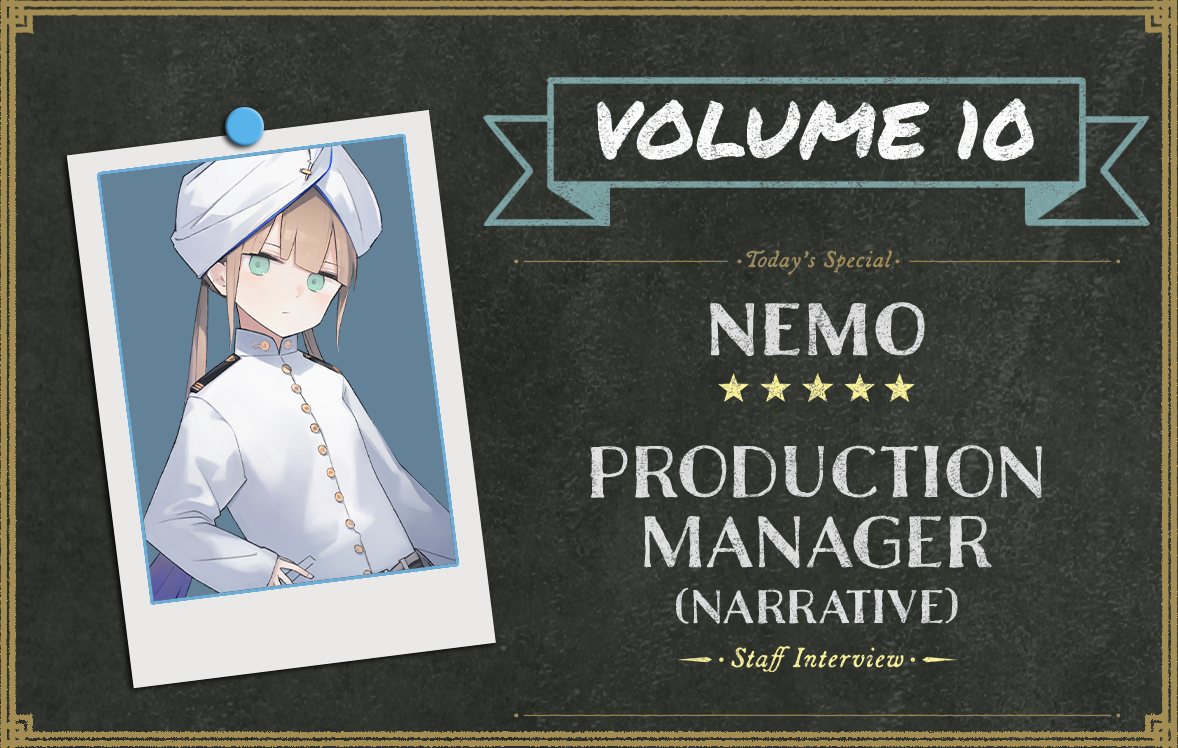 VOLUME 10
Today's Special
NEMO
PRODUCTION
MANAGER
(NARRATIVE)
Staff Interview